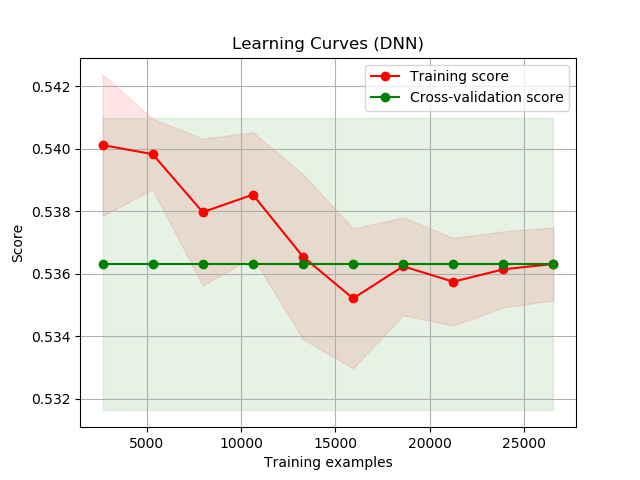 Learning Curves (DNN)
Training score
Cross-validation score
0.542
0.540
0.538
0.536
0.534
0.532
Score
5000 10000 15000 20000 25000
Training examples